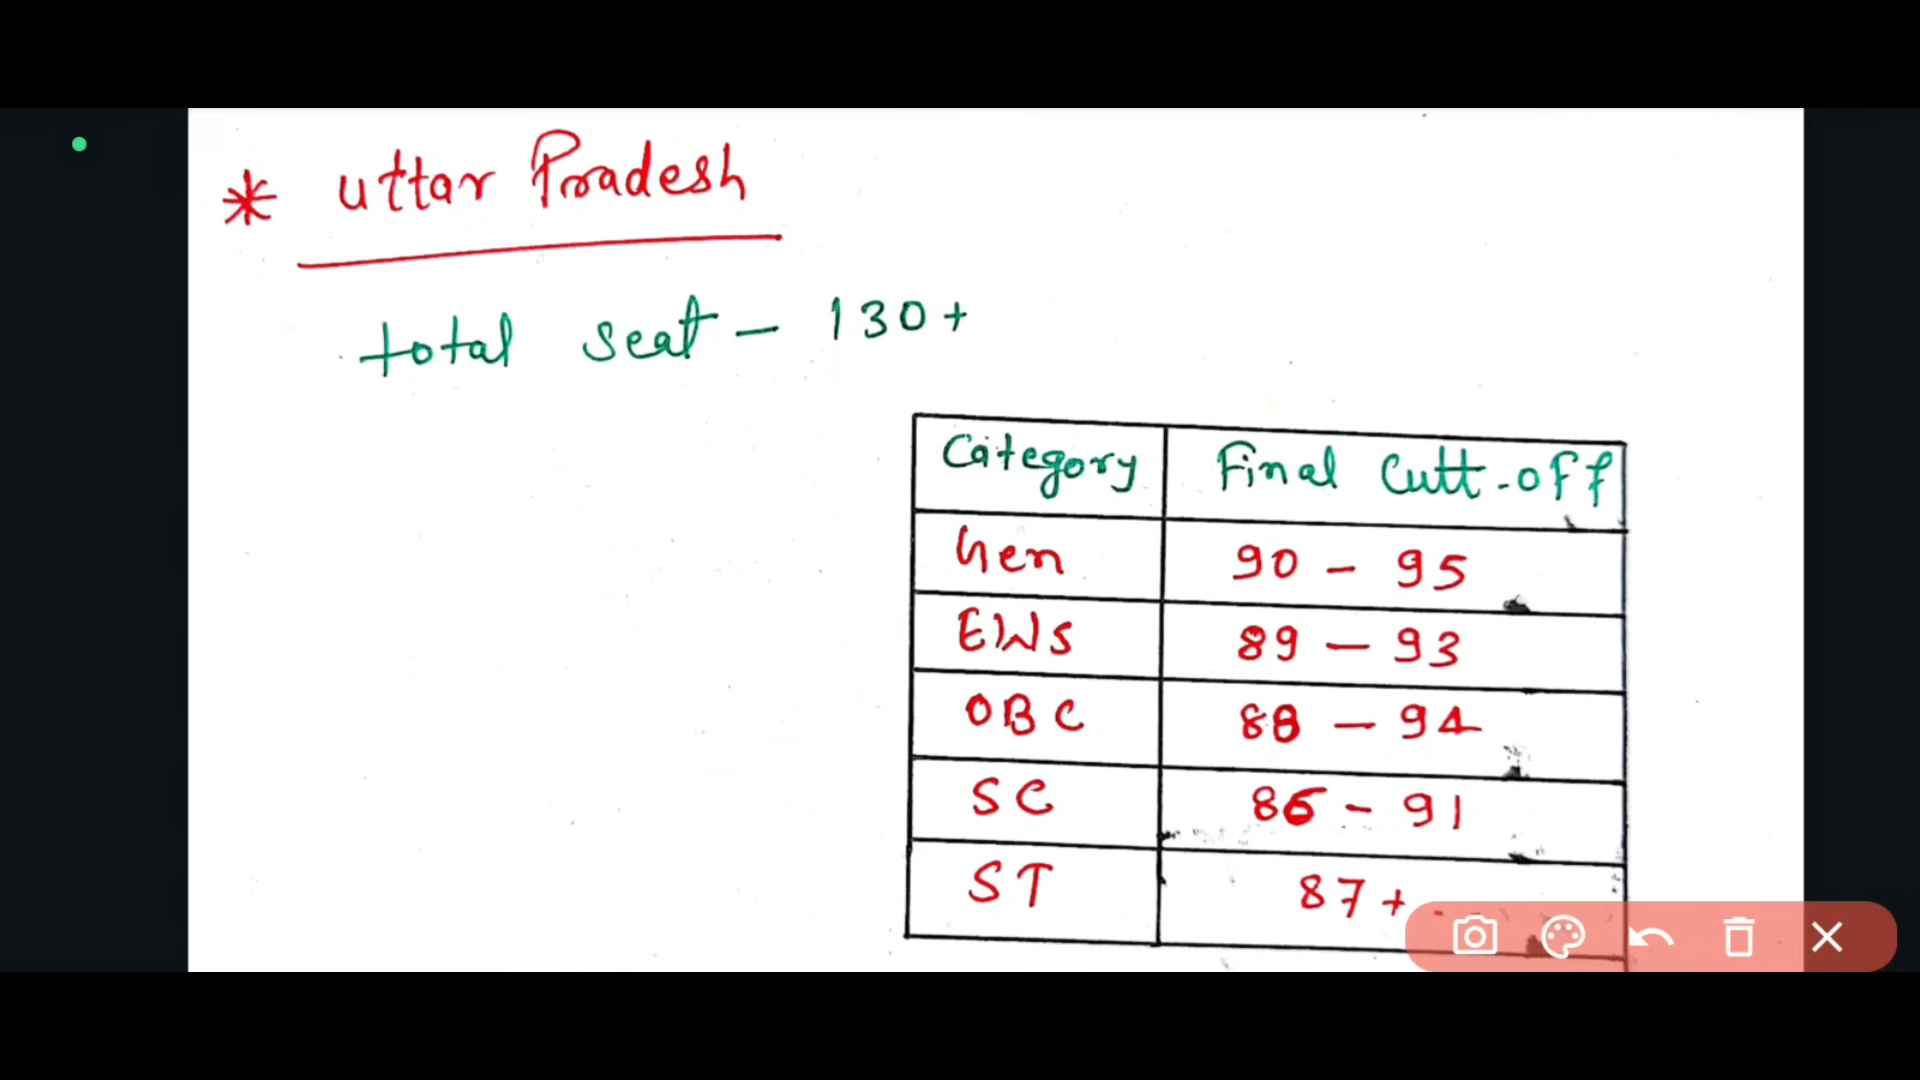 * Uttar Pradesh
total seat - 130+
Category Final Cutt-off
Gen 90 - 95
EWS 89 - 93
OBC 88 - 94
SC 86 - 91
ST 87+